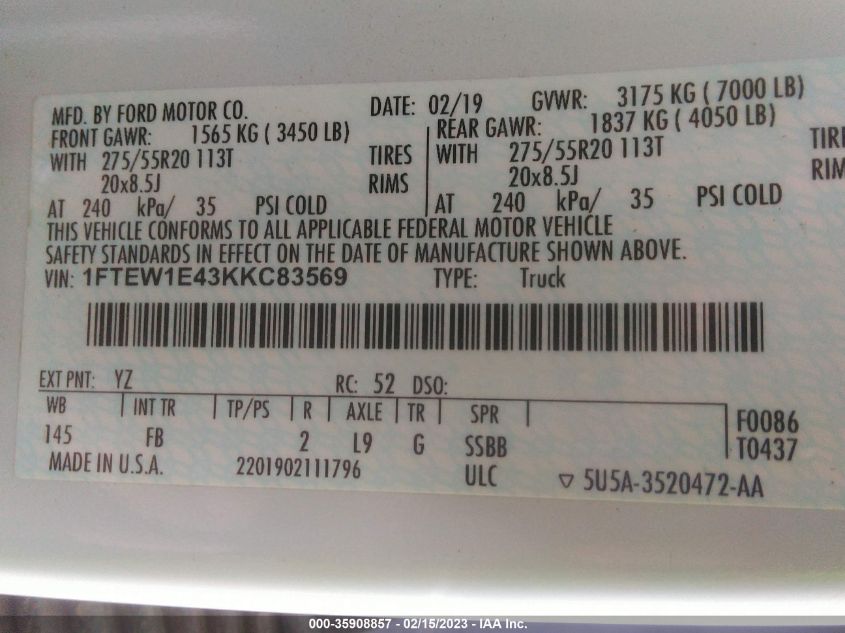 MFD. BY FORD MOTOR CO. DATE: 02/19 GVWR: 3175 KG ( 7000 LB)
FRONT GAWR: 1565 KG ( 3450 LB) REAR GAWR: 1837 KG ( 4050 LB)
WITH 275/55R20 113T TIRES WITH 275/55R20 113T TIRE
20x8.5J RIMS 20x8.5J RIM
AT 240 kPa/ 35 PSI COLD AT 240 kPa/ 35 PSI COLD
THIS VEHICLE CONFORMS TO ALL APPLICABLE FEDERAL MOTOR VEHICLE
SAFETY STANDARDS IN EFFECT ON THE DATE OF MANUFACTURE SHOWN ABOVE.
VIN: 1FTEW1E43KKC83569 TYPE: Truck
EXT PNT: YZ RC: 52 DSO:
WB INT TR TP/PS R AXLE TR SPR F0086
145 FB 2 L9 G SSBB T0437
MADE IN U.S.A. 2201902111796 ULC ▽ 5U5A-3520472-AA
000-35908857 - 02/15/2023 - IAA Inc.